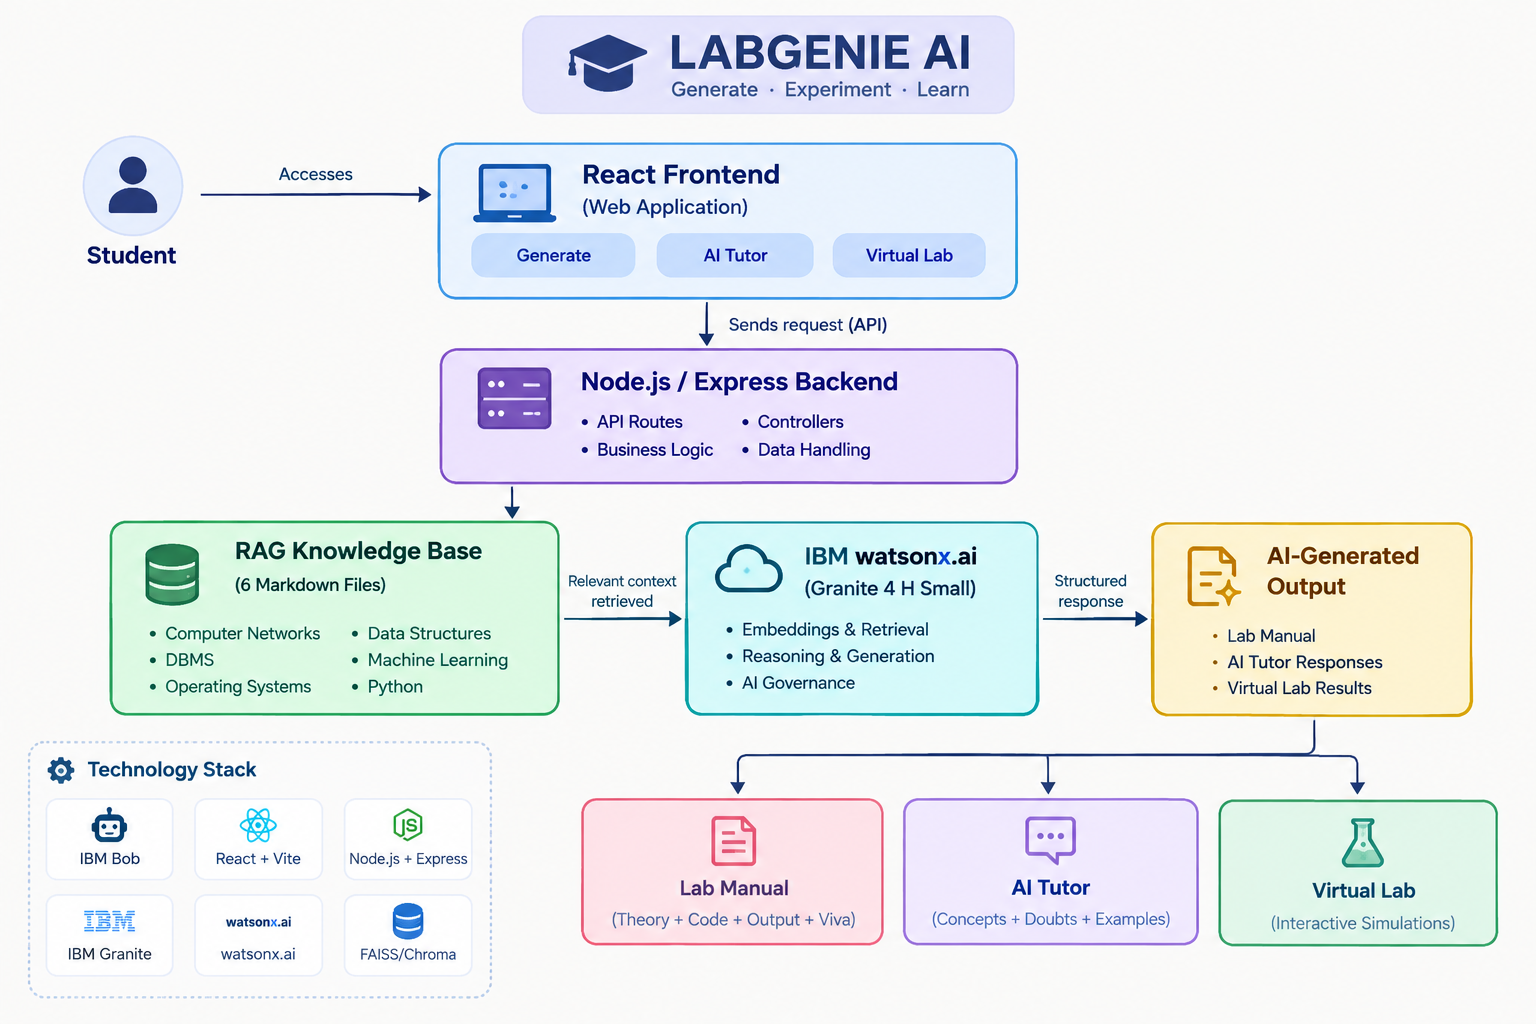 LABGENIE AI
Generate · Experiment · Learn
Student
Accesses
React Frontend
(Web Application)
Generate
AI Tutor
Virtual Lab
Sends request (API)
Node.js / Express Backend
• API Routes
• Controllers
• Business Logic
• Data Handling
RAG Knowledge Base
(6 Markdown Files)
• Computer Networks
• Data Structures
• DBMS
• Machine Learning
• Operating Systems
• Python
Relevant context
retrieved
IBM watsonx.ai
(Granite 4 H Small)
• Embeddings & Retrieval
• Reasoning & Generation
• AI Governance
Structured
response
AI-Generated
Output
• Lab Manual
• AI Tutor Responses
• Virtual Lab Results
Technology Stack
IBM Bob
React + Vite
JS
Node.js + Express
IBM
IBM Granite
watsonx.ai
watsonx.ai
FAISS/Chroma
Lab Manual
(Theory + Code + Output + Viva)
AI Tutor
(Concepts + Doubts + Examples)
Virtual Lab
(Interactive Simulations)